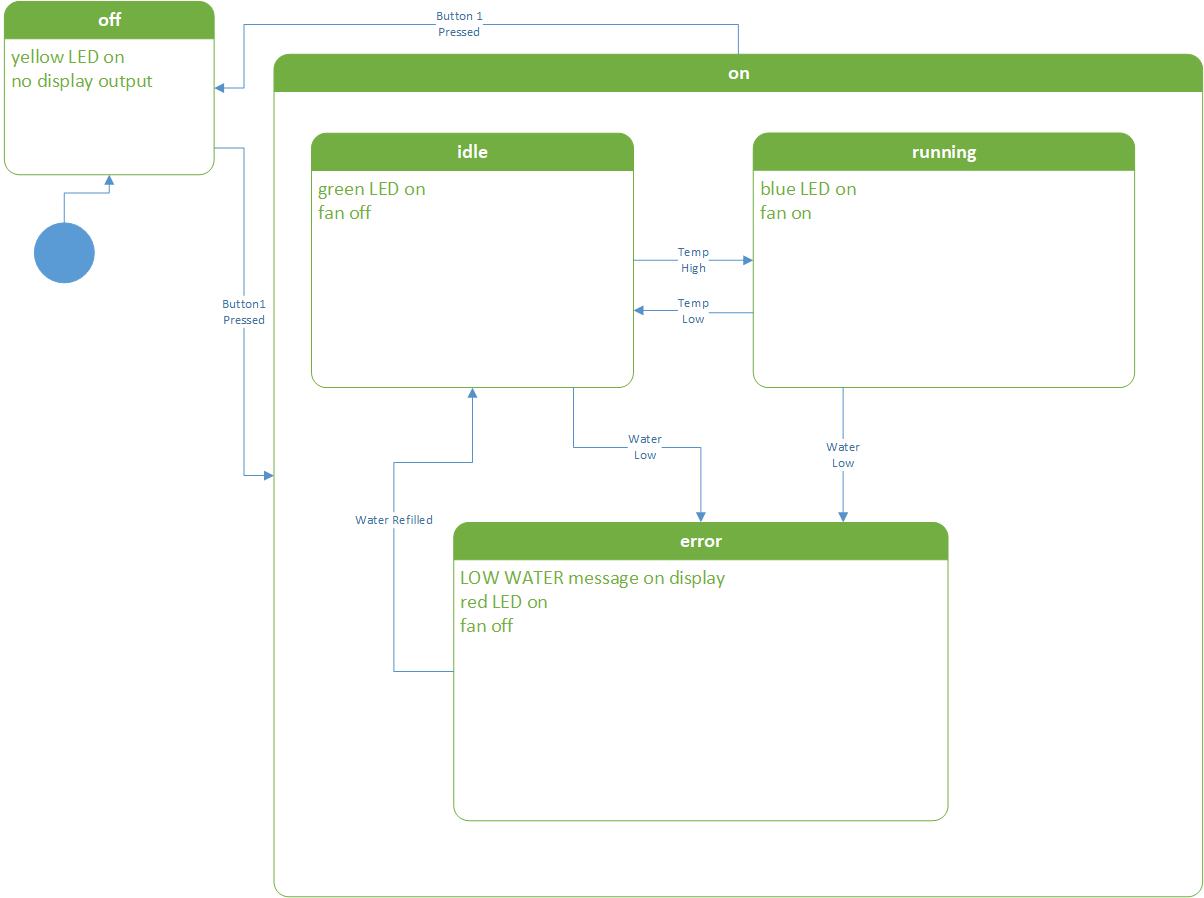 off
yellow LED on
no display output
Button 1
Pressed
on
idle
green LED on
fan off
running
blue LED on
fan on
Temp
High
Temp
Low
Button1
Pressed
Water
Low
Water
Low
Water Refilled
error
LOW WATER message on display
red LED on
fan off